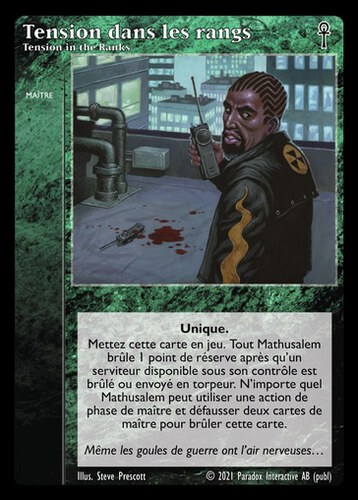 Tension dans les rangs
Tension in the Ranks
MAÎTRE
Unique.
Mettez cette carte en jeu. Tout Mathusalem
brûle 1 point de réserve après qu'un
serviteur disponible sous son contrôle est
brûlé ou envoyé en torpeur. N'importe quel
Mathusalem peut utiliser une action de
phase de maître et défausser deux cartes de
maître pour brûler cette carte.
Même les goules de guerre ont l'air nerveuses…
Illus. Steve Prescott © 2021 Paradox Interactive AB (publ)